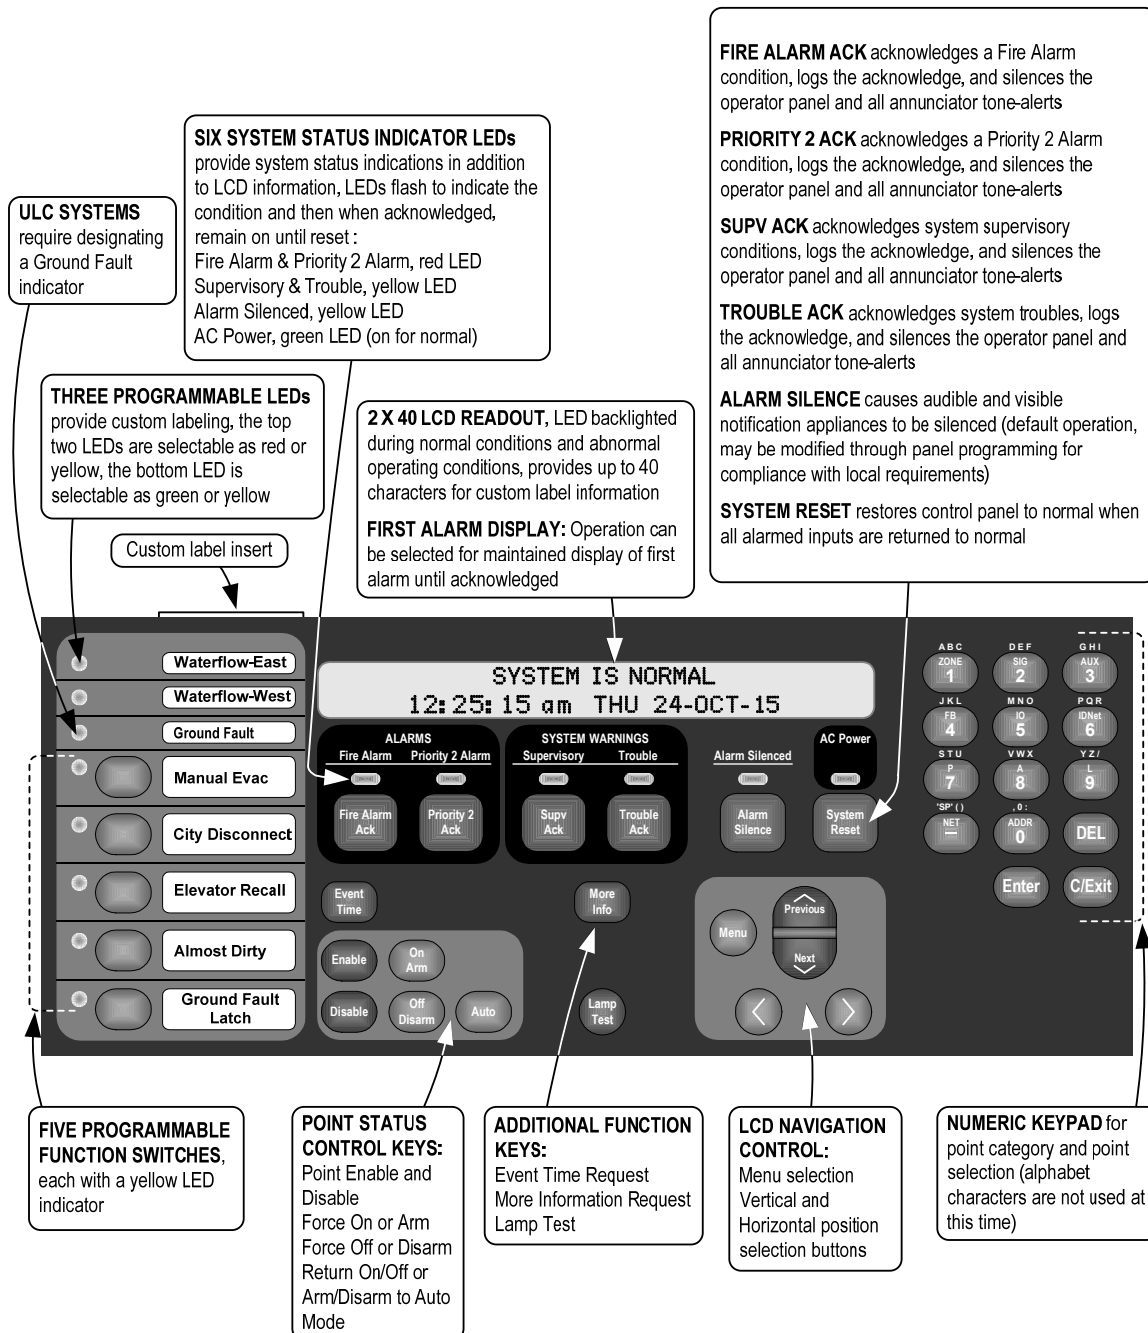 FIRE ALARM ACK acknowledges a Fire Alarm
condition, logs the acknowledge, and silences the
operator panel and all annunciator tone-alerts
PRIORITY 2 ACK acknowledges a Priority 2 Alarm
condition, logs the acknowledge, and silences the
operator panel and all annunciator tone-alerts
SUPV ACK acknowledges system supervisory
conditions, logs the acknowledge, and silences the
operator panel and all annunciator tone-alerts
TROUBLE ACK acknowledges system troubles, logs
the acknowledge, and silences the operator panel and
all annunciator tone-alerts
ALARM SILENCE causes audible and visible
notification appliances to be silenced (default operation,
may be modified through panel programming for
compliance with local requirements)
SYSTEM RESET restores control panel to normal when
all alarmed inputs are returned to normal
SIX SYSTEM STATUS INDICATOR LEDs
provide system status indications in addition
to LCD information, LEDs flash to indicate the
condition and then when acknowledged,
remain on until reset :
Fire Alarm & Priority 2 Alarm, red LED
Supervisory & Trouble, yellow LED
Alarm Silenced, yellow LED
AC Power, green LED (on for normal)
ULC SYSTEMS
require designating
a Ground Fault
indicator
THREE PROGRAMMABLE LEDs
provide custom labeling, the top
two LEDs are selectable as red or
yellow, the bottom LED is
selectable as green or yellow
2 X 40 LCD READOUT, LED backlighted
during normal conditions and abnormal
operating conditions, provides up to 40
characters for custom label information
FIRST ALARM DISPLAY: Operation can
be selected for maintained display of first
alarm until acknowledged
Custom label insert
Waterflow-East
Waterflow-West
Ground Fault
Manual Evac
City Disconnect
Elevator Recall
Almost Dirty
Ground Fault
Latch
SYSTEM IS NORMAL
12:25:15 am THU 24-OCT-15
ALARMS
Fire Alarm Priority 2 Alarm
SYSTEM WARNINGS
Supervisory Trouble
Alarm Silenced
AC Power
Fire Alarm
Ack
Priority 2
Ack
Supv
Ack
Trouble
Ack
Alarm
Silence
System
Reset
Event
Time
More
Info
Enable
On
Arm
Disable
Off
Disarm
Auto
Lamp
Test
Menu
Previous
Next
A B C
ZONE
1
D E F
SIG
2
G H I
AUX
3
J K L
FB
4
M N O
IO
5
P Q R
IDNet
6
S T U
P
7
V W X
A
8
Y Z /
L
9
'SP' ( )
NET
–
, 0 :
ADDR
0
DEL
Enter
C/Exit
FIVE PROGRAMMABLE
FUNCTION SWITCHES,
each with a yellow LED
indicator
POINT STATUS
CONTROL KEYS:
Point Enable and
Disable
Force On or Arm
Force Off or Disarm
Return On/Off or
Arm/Disarm to Auto
Mode
ADDITIONAL FUNCTION
KEYS:
Event Time Request
More Information Request
Lamp Test
LCD NAVIGATION
CONTROL:
Menu selection
Vertical and
Horizontal position
selection buttons
NUMERIC KEYPAD for
point category and point
selection (alphabet
characters are not used at
this time)